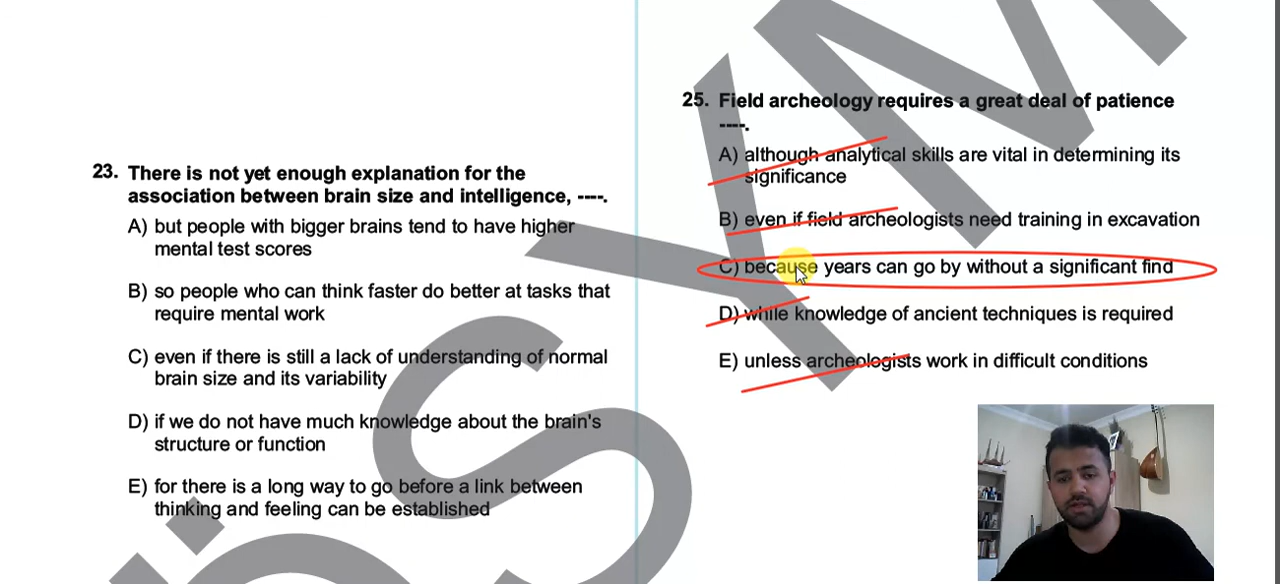 23. There is not yet enough explanation for the
association between brain size and intelligence, ----.
A) but people with bigger brains tend to have higher
mental test scores
B) so people who can think faster do better at tasks that
require mental work
C) even if there is still a lack of understanding of normal
brain size and its variability
D) if we do not have much knowledge about the brain's
structure or function
E) for there is a long way to go before a link between
thinking and feeling can be established
25. Field archeology requires a great deal of patience
----.
A) although analytical skills are vital in determining its
significance
B) even if field archeologists need training in excavation
C) because years can go by without a significant find
D) while knowledge of ancient techniques is required
E) unless archeologists work in difficult conditions